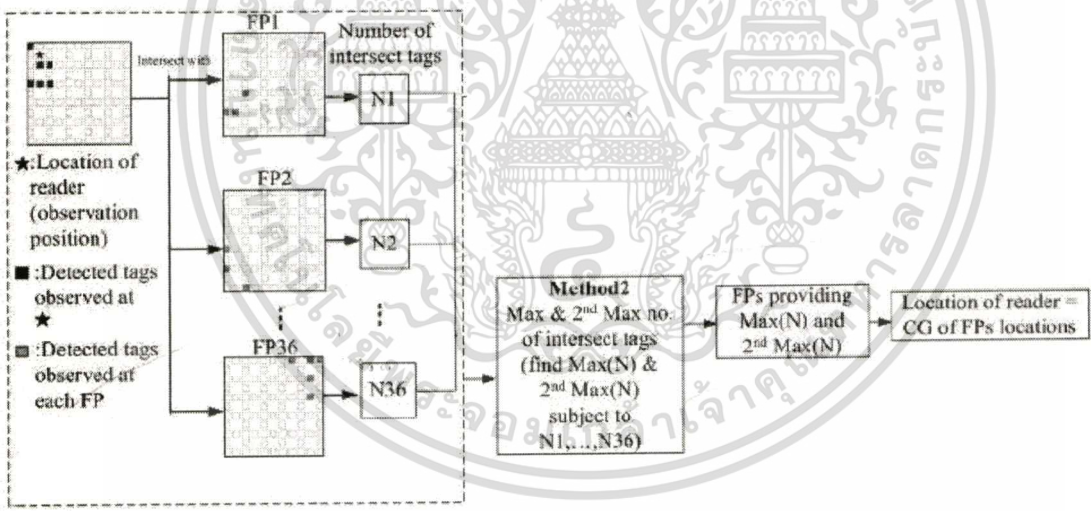 FP1
Number of
intersect tags
Intersect with
N1
★:Location of
reader
(observation
position)
FP2
N2
■:Detected tags
observed at
★
■:Detected tags
observed at
each FP
FP36
N36
Method2
Max & 2nd Max no.
of intersect tags
(find Max(N) &
2nd Max(N)
subject to
N1,...,N36)
FPs providing
Max(N) and
2nd Max(N)
Location of reader =
CG of FPs locations